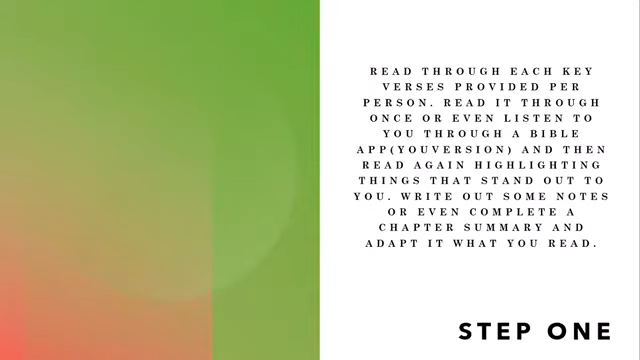 READ THROUGH EACH KEY
VERSES PROVIDED PER
PERSON. READ IT THROUGH
ONCE OR EVEN LISTEN TO
YOU THROUGH A BIBLE
APP(YOUVERSION) AND THEN
READ AGAIN HIGHLIGHTING
THINGS THAT STAND OUT TO
YOU. WRITE OUT SOME NOTES
OR EVEN COMPLETE A
CHAPTER SUMMARY AND
ADAPT IT WHAT YOU READ.
STEP ONE